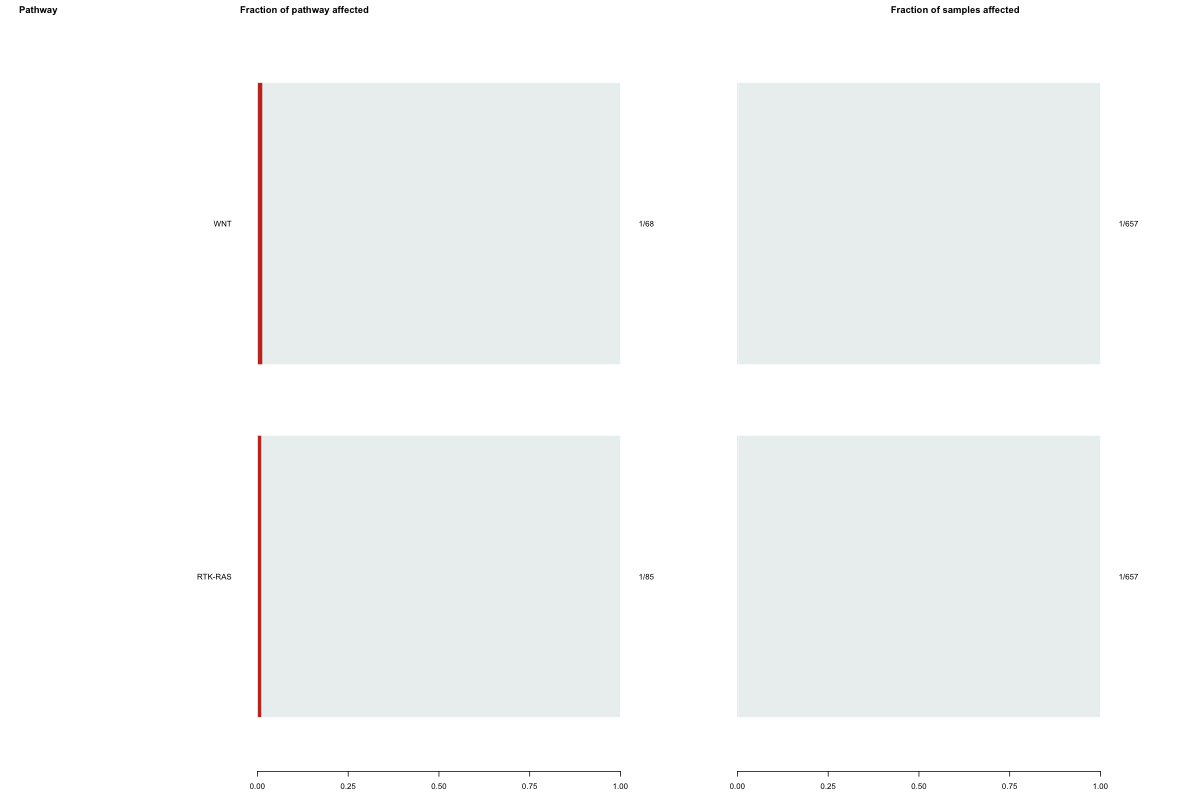 Pathway Fraction of pathway affected Fraction of samples affected
WNT 1/68 1/657
RTK-RAS 1/85 1/657
0.00 0.25 0.50 0.75 1.00 0.00 0.25 0.50 0.75 1.00